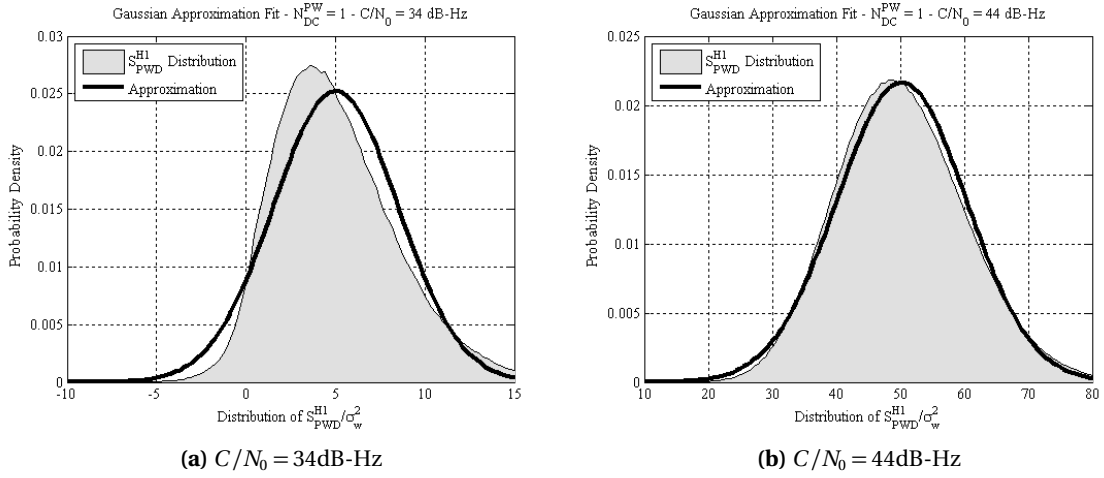 Gaussian Approximation Fit - N_DC^PW = 1 - C/N_0 = 34 dB-Hz
0.03
0.025
0.02
0.015
0.01
0.005
0
Probability Density
S_PWD^H1 Distribution
Approximation
-10 -5 0 5 10 15
Distribution of S_PWD^H1/σ_w^2
(a) C/N_0 = 34dB-Hz
Gaussian Approximation Fit - N_DC^PW = 1 - C/N_0 = 44 dB-Hz
0.025
0.02
0.015
0.01
0.005
0
Probability Density
S_PWD^H1 Distribution
Approximation
10 20 30 40 50 60 70 80
Distribution of S_PWD^H1/σ_w^2
(b) C/N_0 = 44dB-Hz